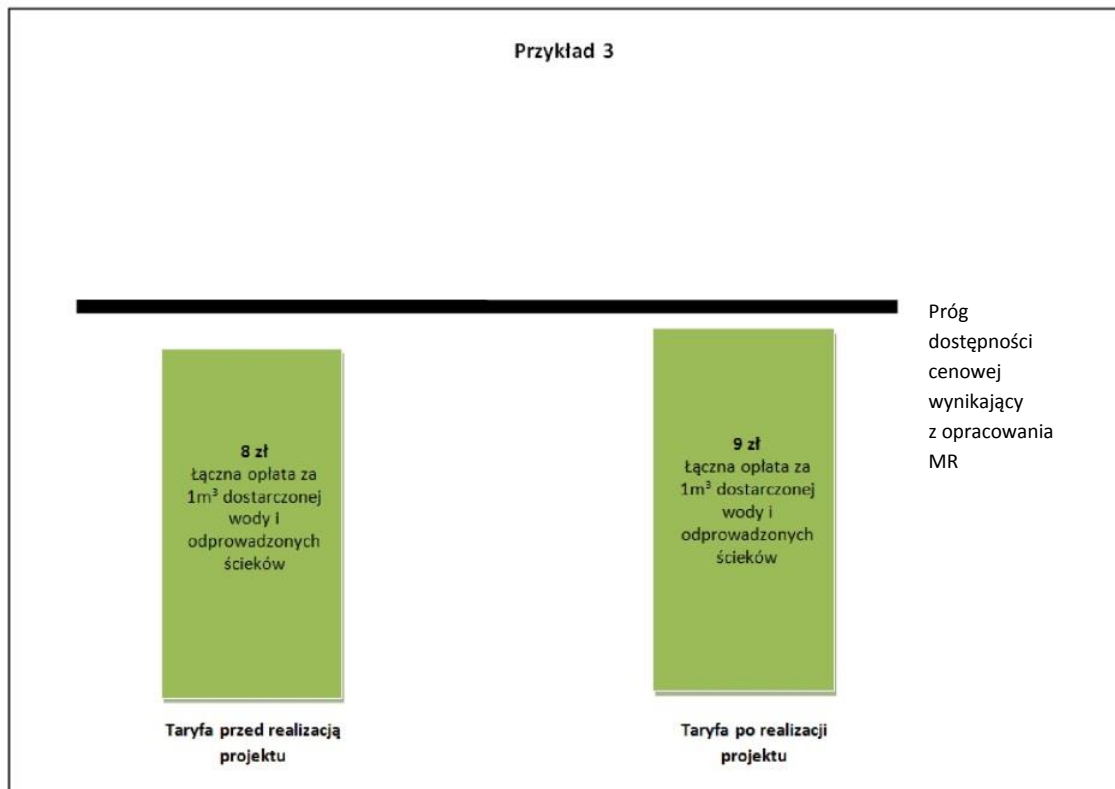 Przykład 3
Próg
dostępności
cenowej
wynikający
z opracowania
MR
8 zł
Łączna opłata za
1m³ dostarczonej
wody i
odprowadzonych
ścieków
9 zł
Łączna opłata za
1m³ dostarczonej
wody i
odprowadzonych
ścieków
Taryfa przed realizacją
projektu
Taryfa po realizacji
projektu